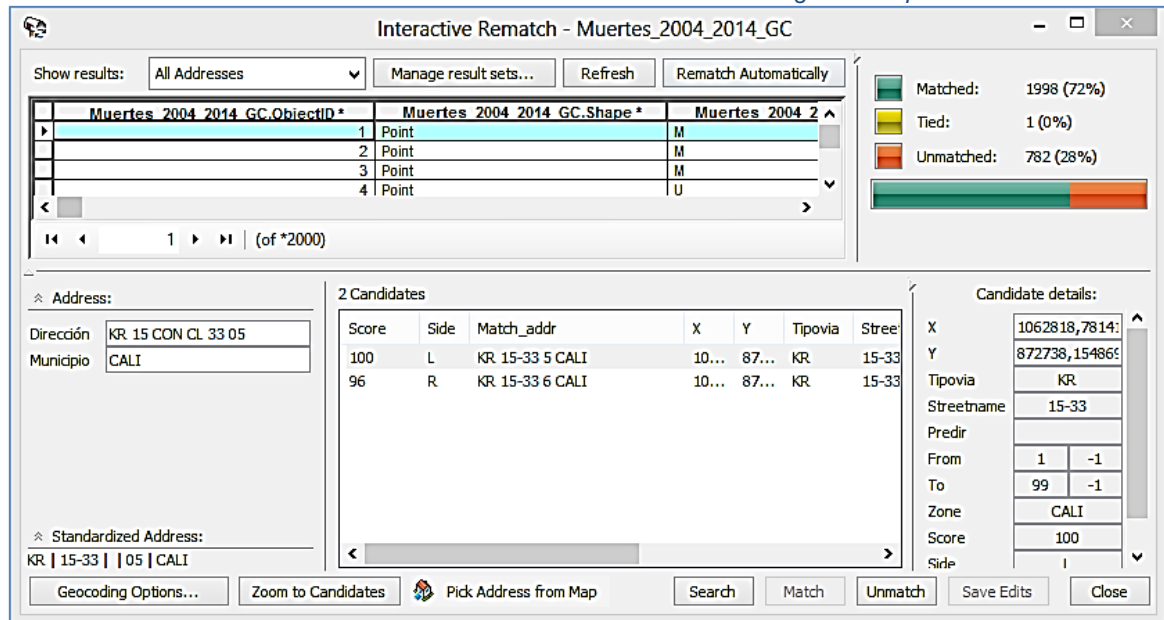 Interactive Rematch - Muertes_2004_2014_GC
Show results: All Addresses Manage result sets... Refresh Rematch Automatically
Muertes_2004_2014_GC.ObjectID * Muertes_2004_2014_GC.Shape * Muertes_2004_2
1 Point M
2 Point M
3 Point M
4 Point U
1 (of *2000)
Matched: 1998 (72%)
Tied: 1 (0%)
Unmatched: 782 (28%)
Address:
Dirección KR 15 CON CL 33 05
Municipio CALI
Standardized Address:
KR | 15-33 | | 05 | CALI
2 Candidates
Score Side Match_addr X Y Tipovia Street
100 L KR 15-33 5 CALI 10... 87... KR 15-33
96 R KR 15-33 6 CALI 10... 87... KR 15-33
Candidate details:
X 1062818,7814
Y 872738,15486
Tipovia KR
Streetname 15-33
Predir
From 1 -1
To 99 -1
Zone CALI
Score 100
Side L
Geocoding Options... Zoom to Candidates Pick Address from Map Search Match Unmatch Save Edits Close